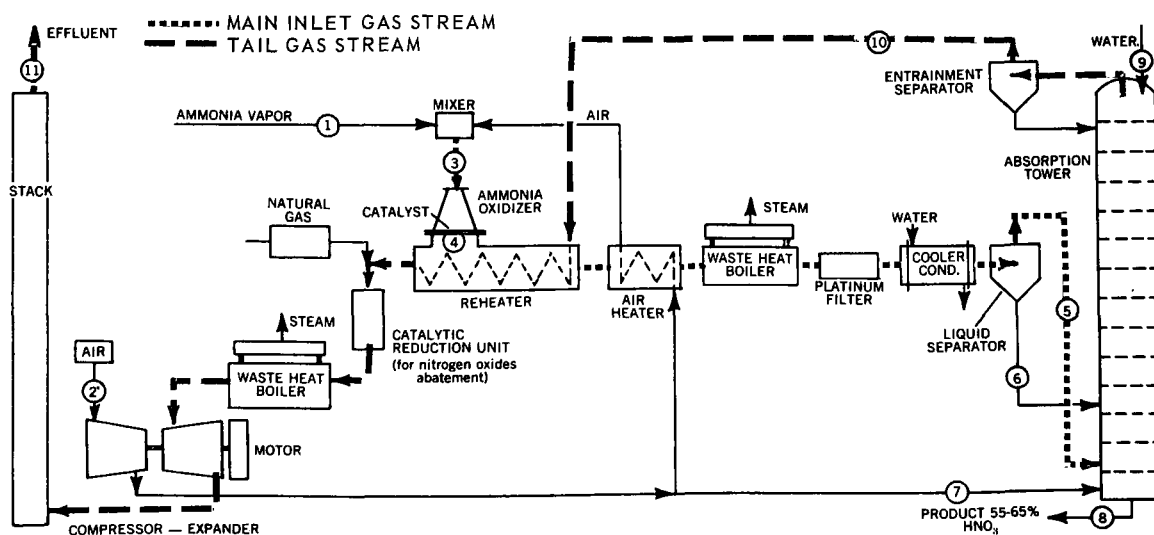 MAIN INLET GAS STREAM
TAIL GAS STREAM
EFFLUENT
11
10
WATER
9
ENTRAINMENT
SEPARATOR
MIXER
AMMONIA VAPOR
1
AIR
3
ABSORPTION
TOWER
STACK
AMMONIA
OXIDIZER
NATURAL
GAS
CATALYST
4
STEAM
WATER
WASTE HEAT
BOILER
COOLER
COND.
REHEATER
AIR
HEATER
PLATINUM
FILTER
LIQUID
SEPARATOR
5
STEAM
CATALYTIC
REDUCTION UNIT
(for nitrogen oxides
abatement)
AIR
WASTE HEAT
BOILER
6
2
MOTOR
7
PRODUCT 55-65%
HNO₃
8
COMPRESSOR — EXPANDER